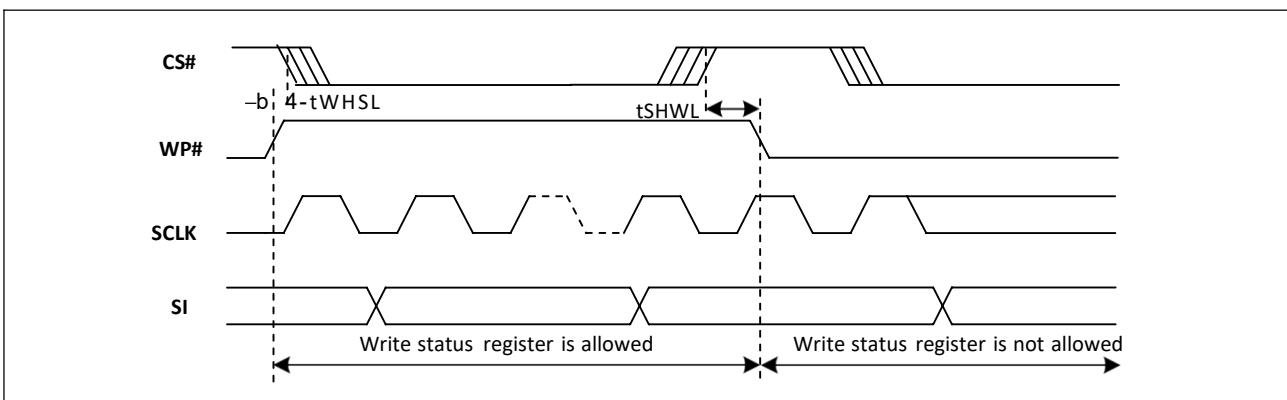 CS#
–b 4-tWHSL
tSHWL
WP#
SCLK
SI
Write status register is allowed
Write status register is not allowed